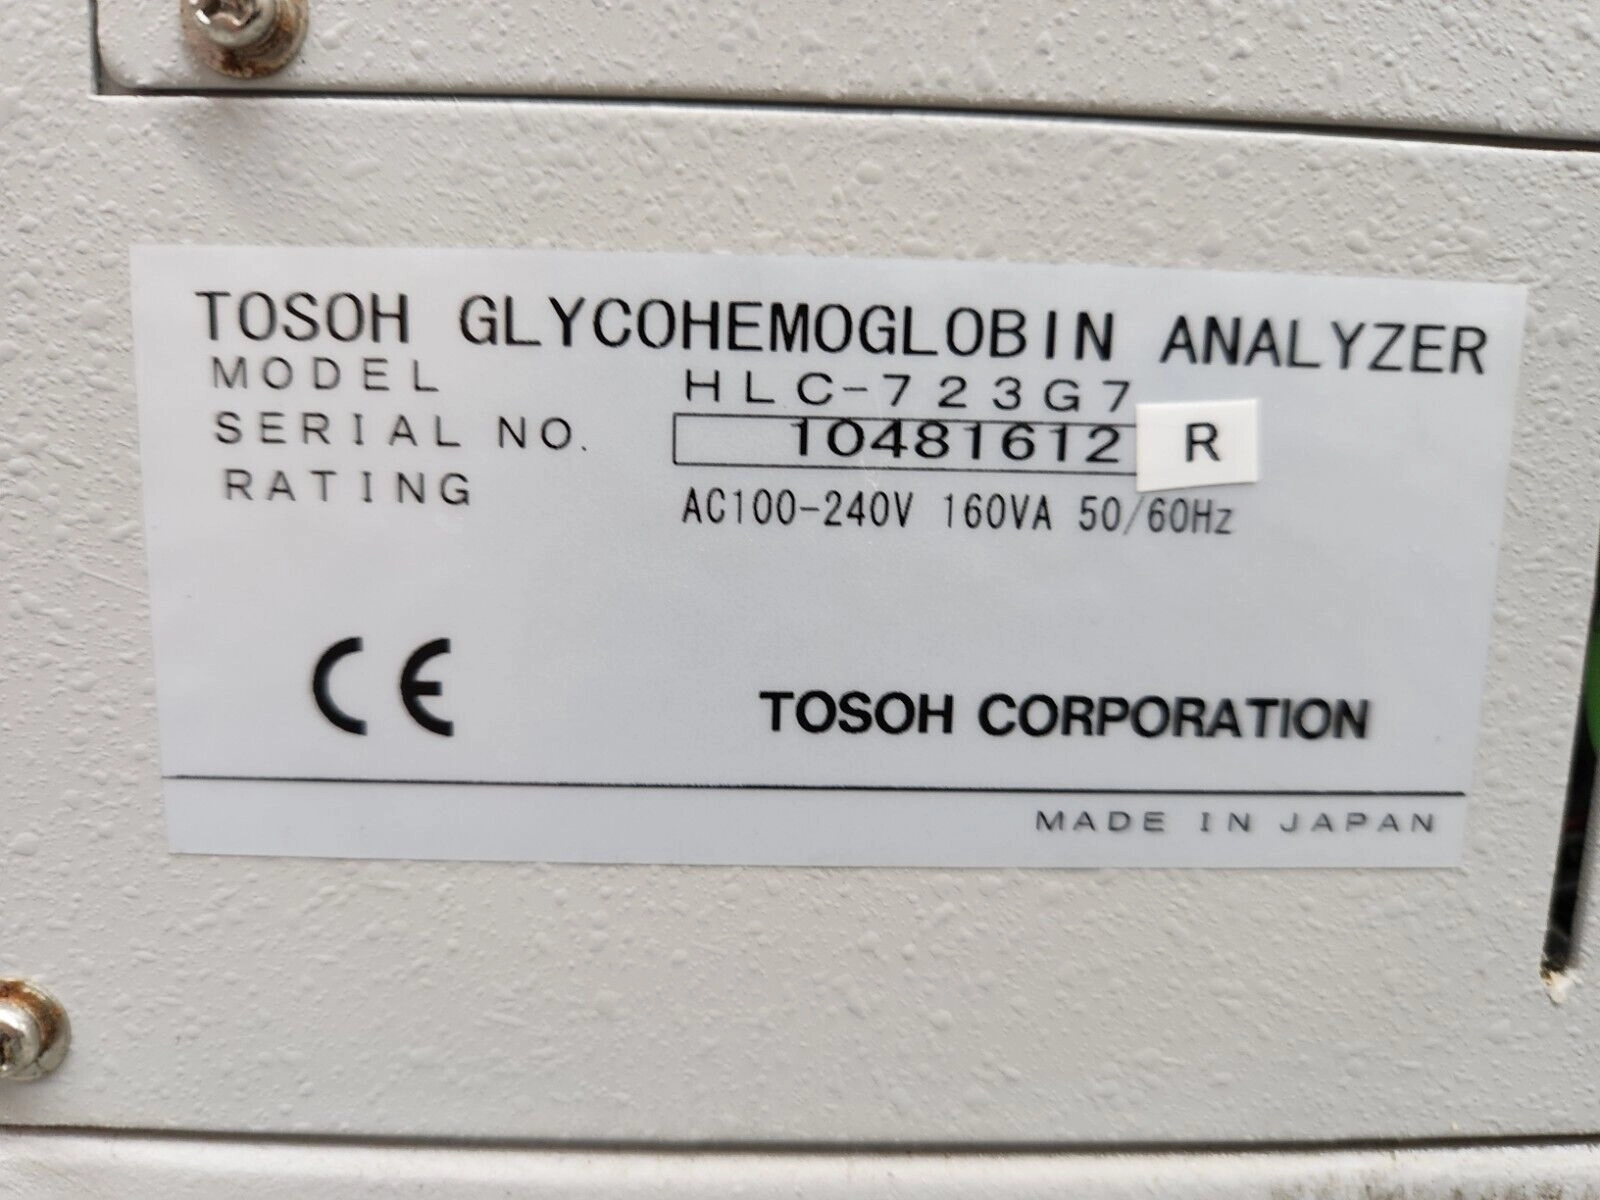 TOSOH GLYCOHEMOGLOBIN ANALYZER
MODEL HLC-723G7
SERIAL NO. 10481612 R
RATING AC100-240V 160VA 50/60Hz
CE
TOSOH CORPORATION
MADE IN JAPAN